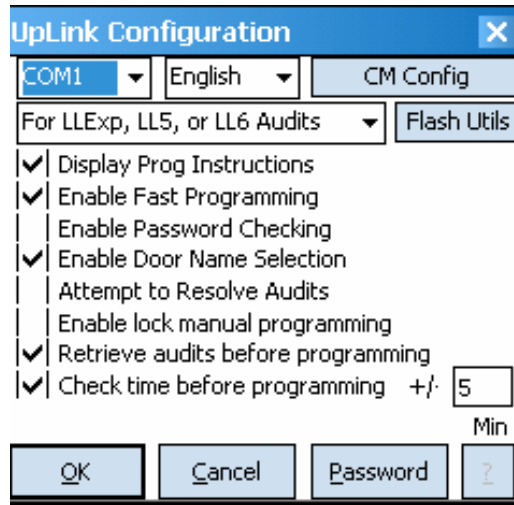 UpLink Configuration
COM1 English CM Config
For LLExp, LL5, or LL6 Audits Flash Utils
Display Prog Instructions
Enable Fast Programming
Enable Password Checking
Enable Door Name Selection
Attempt to Resolve Audits
Enable lock manual programming
Retrieve audits before programming
Check time before programming +/- 5
Min
OK Cancel Password ?